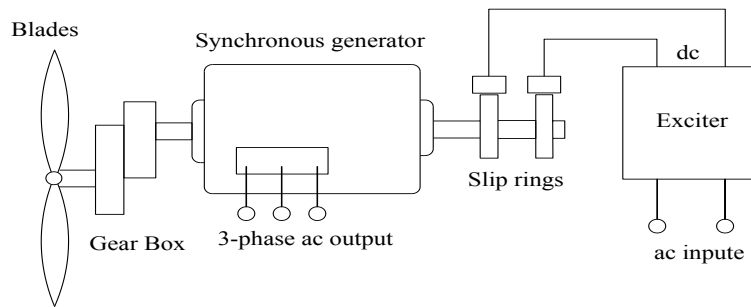 Blades
Synchronous generator
dc
Exciter
Slip rings
Gear Box
3-phase ac output
ac inpute